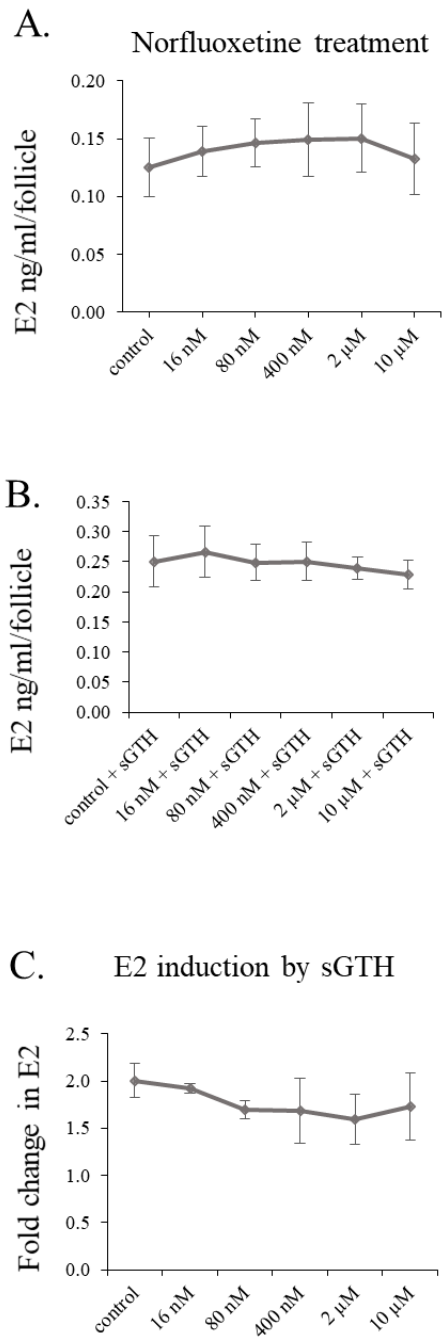 A.
Norfluoxetine treatment
E2 ng/ml/follicle
0.20
0.15
0.10
0.05
0.00
control
16 nM
80 nM
400 nM
2 µM
10 µM
B.
E2 ng/ml/follicle
0.35
0.30
0.25
0.20
0.15
0.10
0.05
0.00
control + sGTH
16 nM + sGTH
80 nM + sGTH
400 nM + sGTH
2 µM + sGTH
10 µM + sGTH
C.
E2 induction by sGTH
Fold change in E2
2.5
2.0
1.5
1.0
0.5
0.0
control
16 nM
80 nM
400 nM
2 µM
10 µM